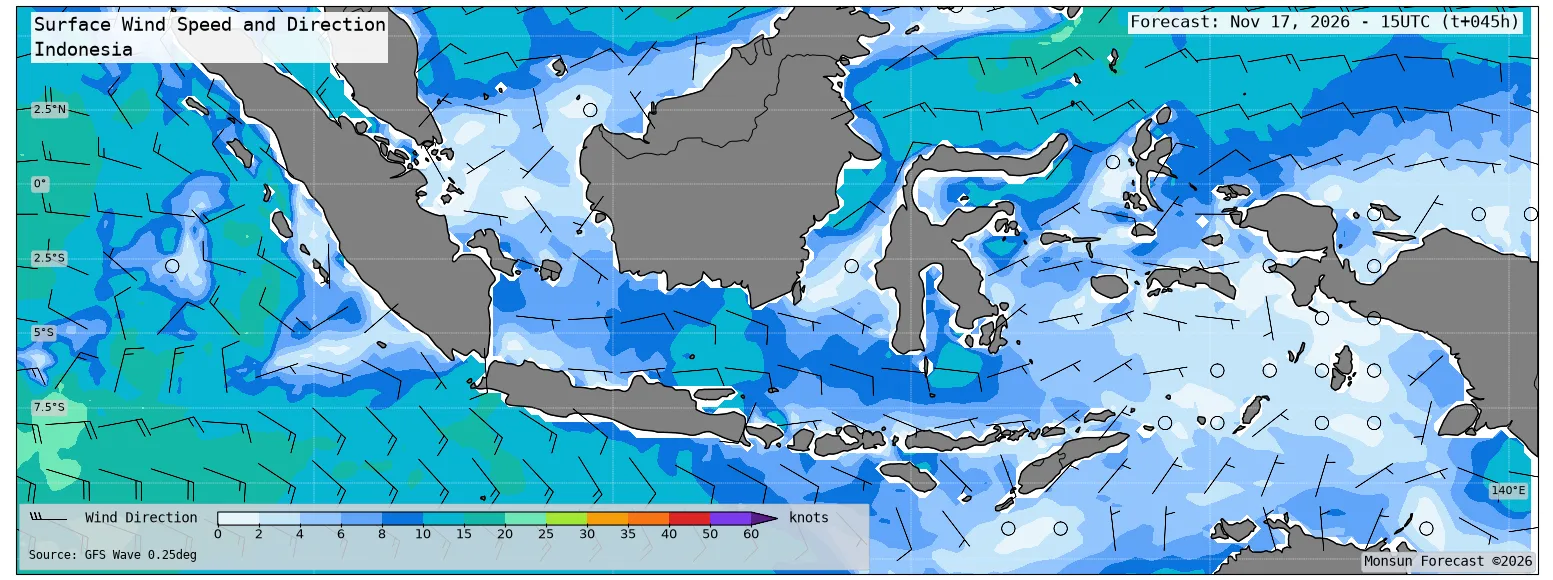 Surface Wind Speed and Direction
Indonesia
Forecast: Nov 17, 2026 - 15UTC (t+045h)
2.5°N
0°
2.5°S
5°S
7.5°S
140°E
Wind Direction
0 2 4 6 8 10 15 20 25 30 35 40 50 60 knots
Source: GFS Wave 0.25deg
Monsun Forecast ©2026